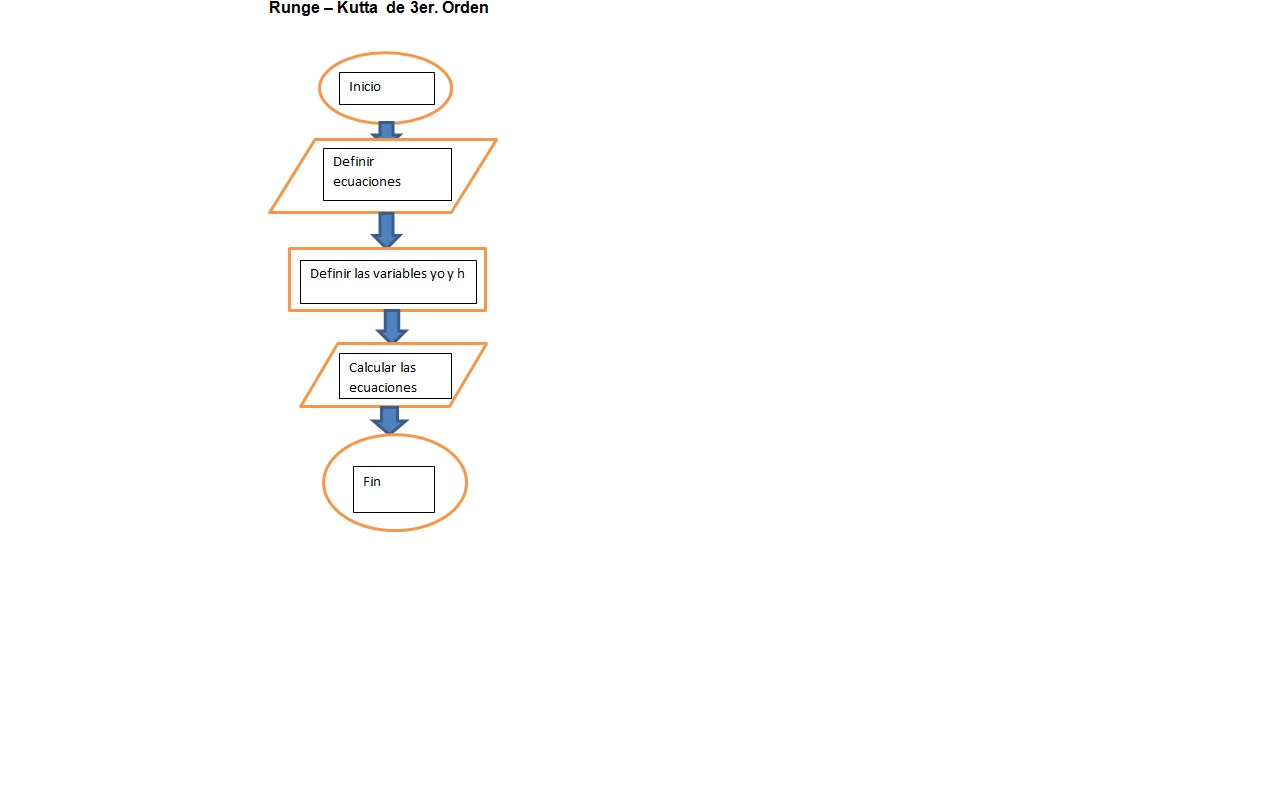 Runge – Kutta  de 3er. Orden
Inicio
Definir
ecuaciones
Definir las variables yo y h
Calcular las
ecuaciones
Fin